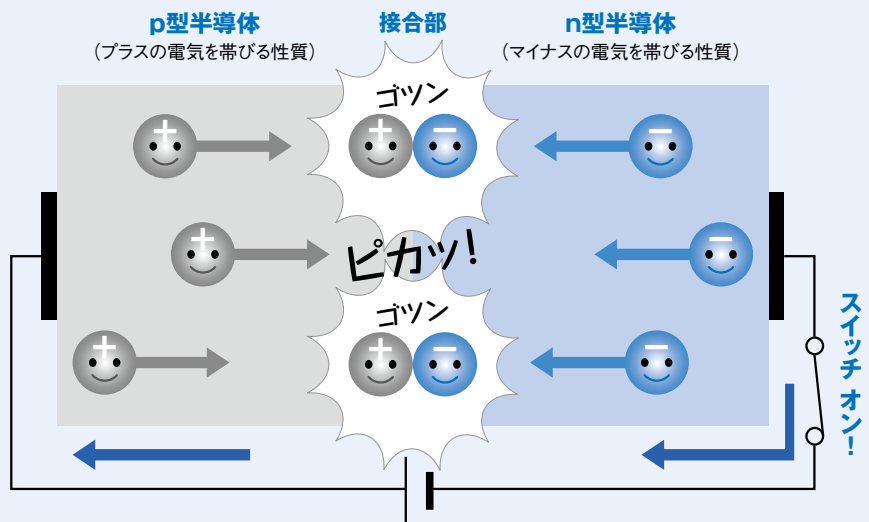 p型半導体
（プラスの電気を帯びる性質）
接合部
n型半導体
（マイナスの電気を帯びる性質）
ゴツン
+
−
+
−
+
−
ピカッ!
ゴツン
+
−
+
−
スイッチ オン!